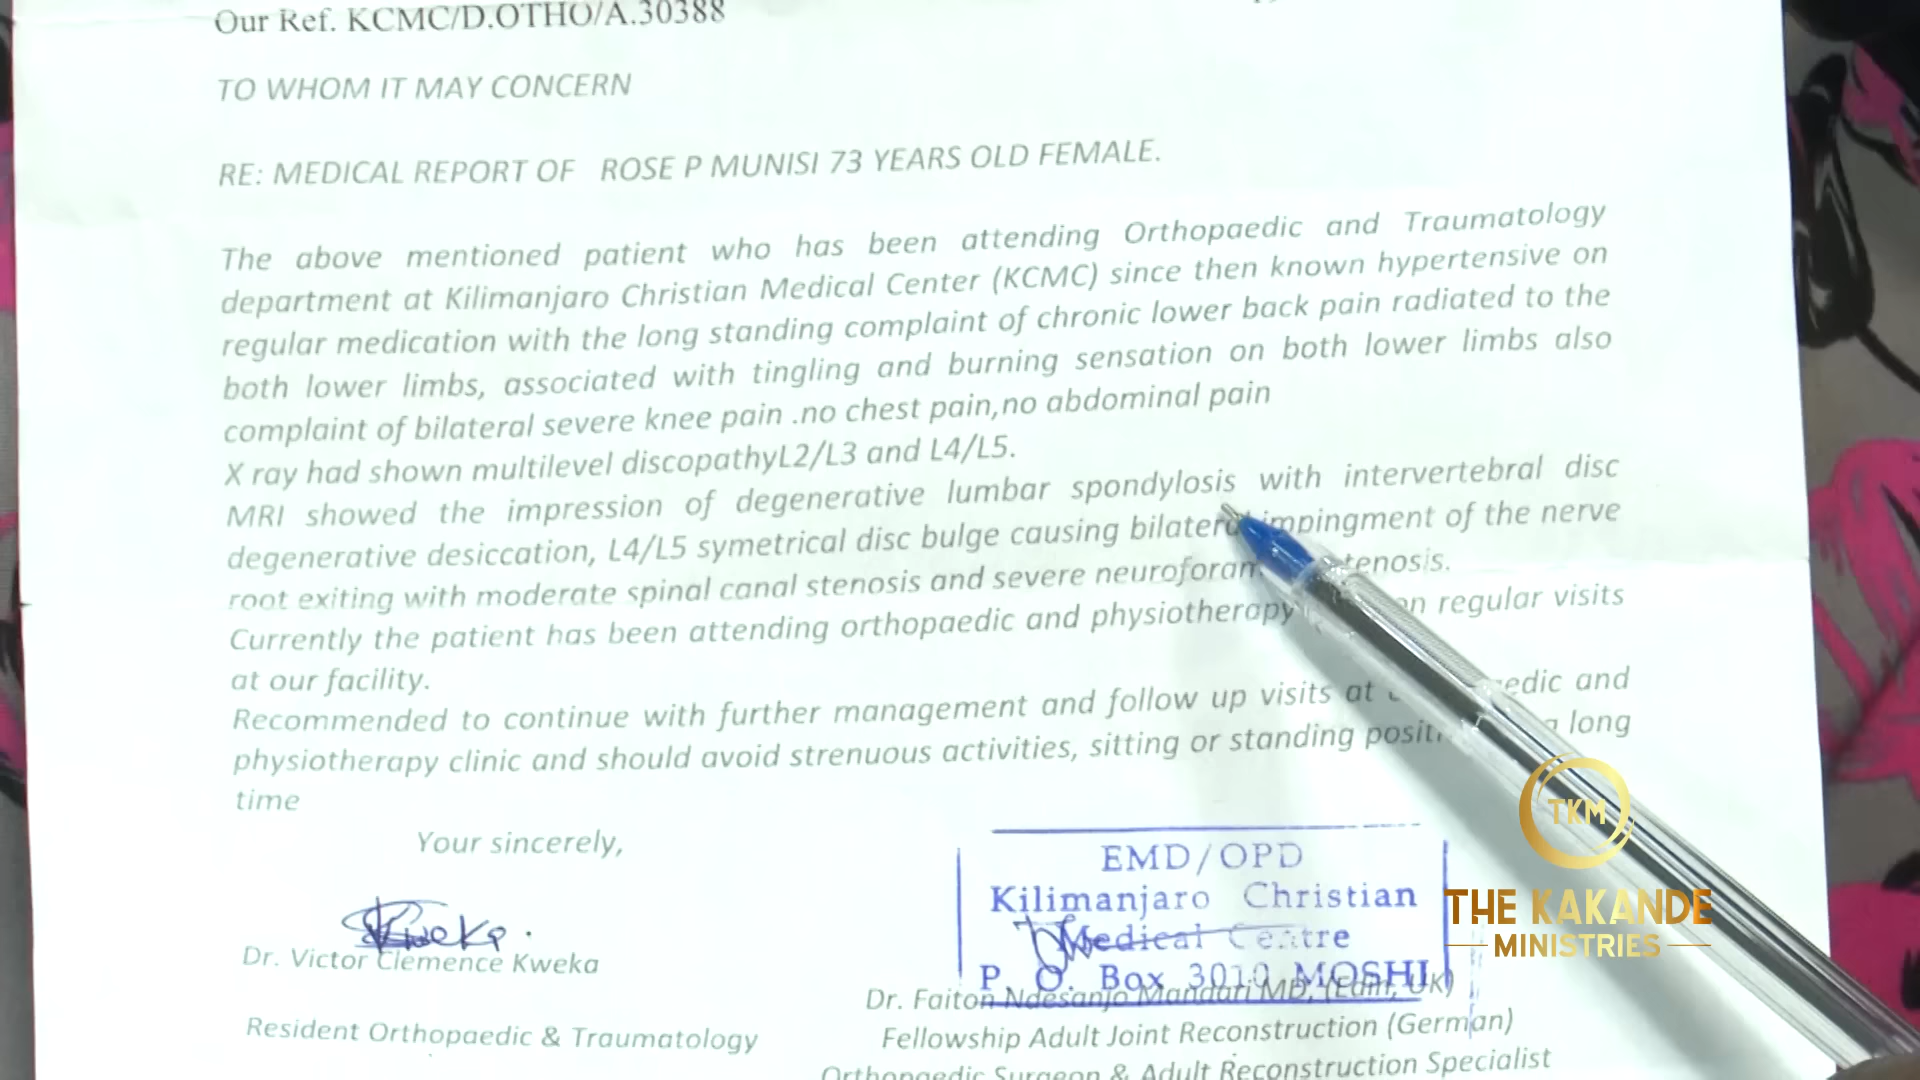 Our Ref. KCMC/D.OTHO/A.30388
TO WHOM IT MAY CONCERN
RE: MEDICAL REPORT OF ROSE P MUNISI 73 YEARS OLD FEMALE.
The above mentioned patient who has been attending Orthopaedic and Traumatology
department at Kilimanjaro Christian Medical Center (KCMC) since then known hypertensive on
regular medication with the long standing complaint of chronic lower back pain radiated to the
both lower limbs, associated with tingling and burning sensation on both lower limbs also
complaint of bilateral severe knee pain .no chest pain,no abdominal pain
X ray had shown multilevel discopathyL2/L3 and L4/L5.
MRI showed the impression of degenerative lumbar spondylosis with intervertebral disc
degenerative desiccation, L4/L5 symetrical disc bulge causing bilateral impingment of the nerve
root exiting with moderate spinal canal stenosis and severe stenosis.
Currently the patient has been attending orthopaedic and physiotherapy on regular visits
at our facility.
Recommended to continue with further management and follow up visits at and
physiotherapy clinic and should avoid strenuous activities, sitting or standing long
time
Your sincerely,
Dr. Victor Clemence Kweka
Resident Orthopaedic & Traumatology
EMD/OPD
Kilimanjaro Christian
Medical Centre
P. O. Box 3010 MOSHI
Dr. Faiton Ndesanjo Mandari MD, (Edin, UK)
Fellowship Adult Joint Reconstruction (German)
Orthopaedic Surgeon & Adult Reconstruction Specialist
TKM
THE KAKANDE
MINISTRIES